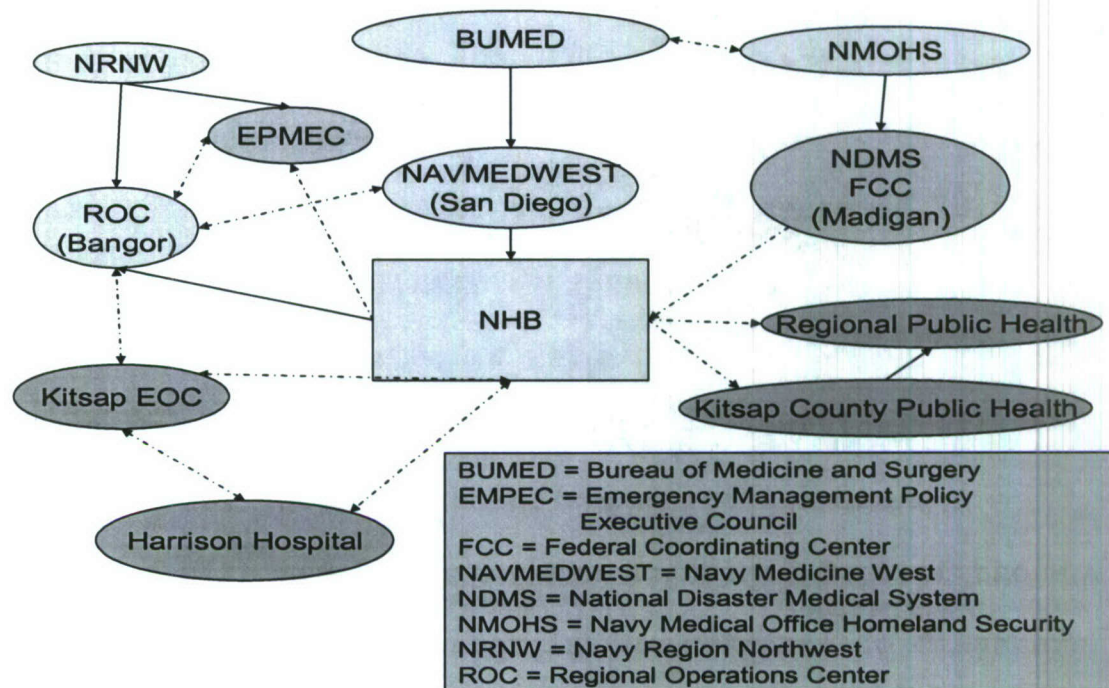 BUMED
NMOHS
NRNW
EPMEC
NDMS
FCC
(Madigan)
NAVMEDWEST
(San Diego)
ROC
(Bangor)
NHB
Regional Public Health
Kitsap EOC
Kitsap County Public Health
Harrison Hospital
BUMED = Bureau of Medicine and Surgery
EMPEC = Emergency Management Policy
Executive Council
FCC = Federal Coordinating Center
NAVMEDWEST = Navy Medicine West
NDMS = National Disaster Medical System
NMOHS = Navy Medical Office Homeland Security
NRNW = Navy Region Northwest
ROC = Regional Operations Center